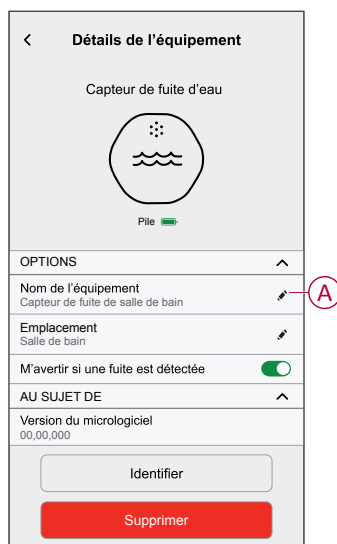 Détails de l’équipement
Capteur de fuite d’eau
Pile
OPTIONS
Nom de l’équipement
Capteur de fuite de salle de bain
A
Emplacement
Salle de bain
M’avertir si une fuite est détectée
AU SUJET DE
Version du micrologiciel
00,00,000
Identifier
Supprimer